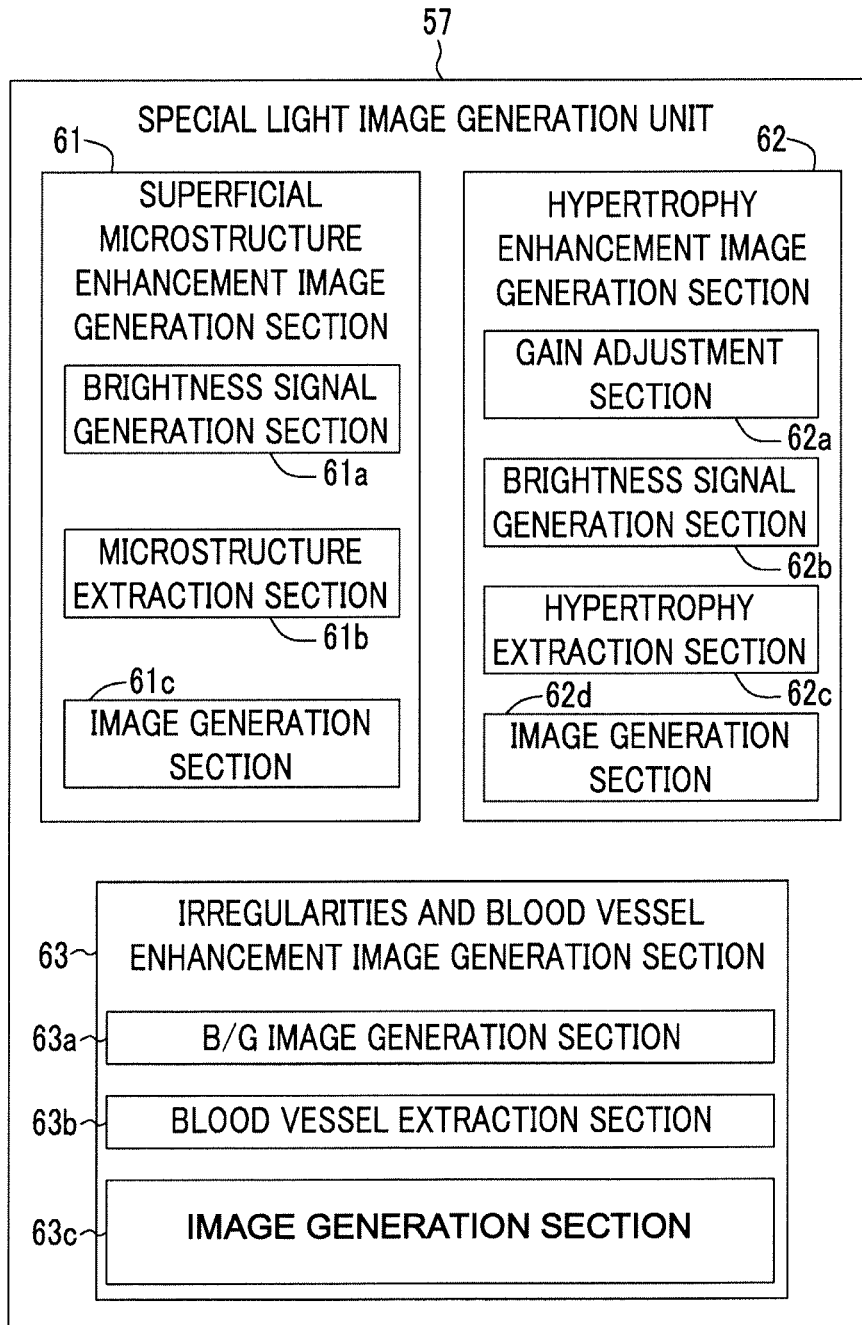 57
SPECIAL LIGHT IMAGE GENERATION UNIT
61
SUPERFICIAL
MICROSTRUCTURE
ENHANCEMENT IMAGE
GENERATION SECTION
BRIGHTNESS SIGNAL
GENERATION SECTION
61a
MICROSTRUCTURE
EXTRACTION SECTION
61b
61c
IMAGE GENERATION
SECTION
62
HYPERTROPHY
ENHANCEMENT IMAGE
GENERATION SECTION
GAIN ADJUSTMENT
SECTION
62a
BRIGHTNESS SIGNAL
GENERATION SECTION
62b
HYPERTROPHY
EXTRACTION SECTION
62c
62d
IMAGE GENERATION
SECTION
63
IRREGULARITIES AND BLOOD VESSEL
ENHANCEMENT IMAGE GENERATION SECTION
63a
B/G IMAGE GENERATION SECTION
63b
BLOOD VESSEL EXTRACTION SECTION
63c
IMAGE GENERATION SECTION